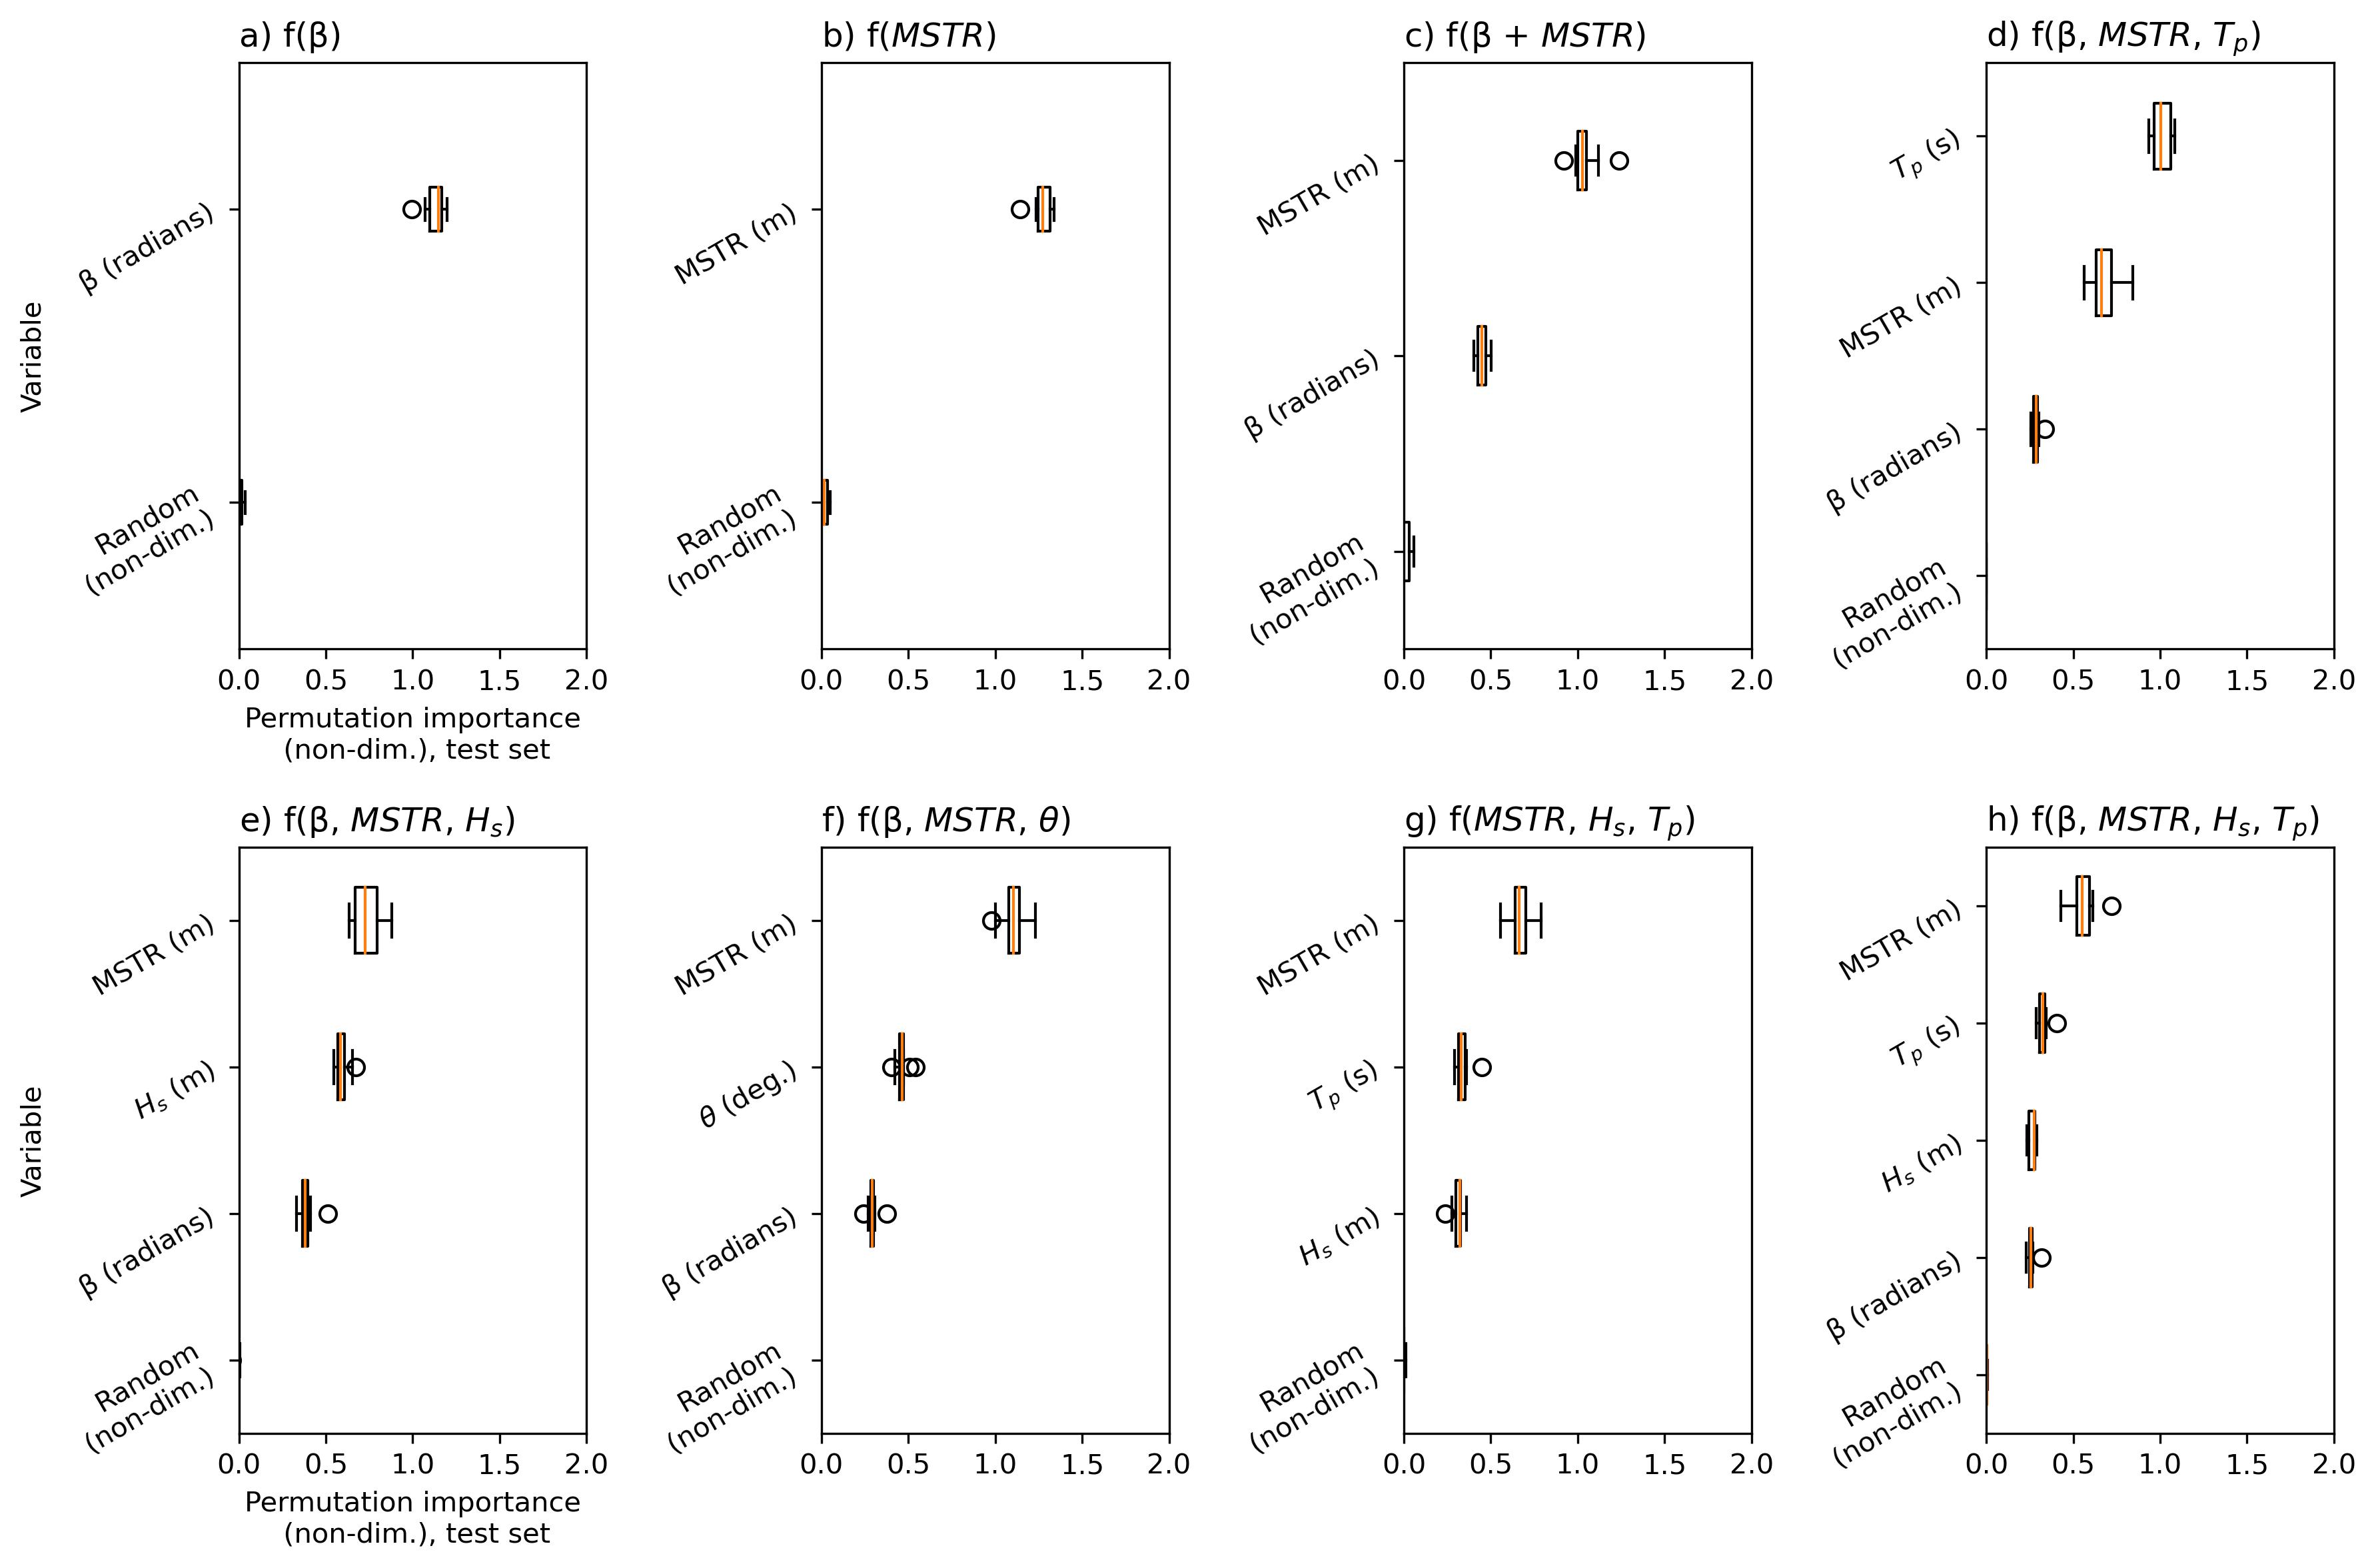 a) f(β)
Variable
β (radians)
Random
(non-dim.)
0.0 0.5 1.0 1.5 2.0
Permutation importance
(non-dim.), test set
b) f(MSTR)
MSTR (m)
Random
(non-dim.)
0.0 0.5 1.0 1.5 2.0
c) f(β + MSTR)
MSTR (m)
β (radians)
Random
(non-dim.)
0.0 0.5 1.0 1.5 2.0
d) f(β, MSTR, Tp)
Tp (s)
MSTR (m)
β (radians)
Random
(non-dim.)
0.0 0.5 1.0 1.5 2.0
e) f(β, MSTR, Hs)
Variable
MSTR (m)
Hs (m)
β (radians)
Random
(non-dim.)
0.0 0.5 1.0 1.5 2.0
Permutation importance
(non-dim.), test set
f) f(β, MSTR, θ)
MSTR (m)
θ (deg.)
β (radians)
Random
(non-dim.)
0.0 0.5 1.0 1.5 2.0
g) f(MSTR, Hs, Tp)
MSTR (m)
Tp (s)
Hs (m)
Random
(non-dim.)
0.0 0.5 1.0 1.5 2.0
h) f(β, MSTR, Hs, Tp)
MSTR (m)
Tp (s)
Hs (m)
β (radians)
Random
(non-dim.)
0.0 0.5 1.0 1.5 2.0